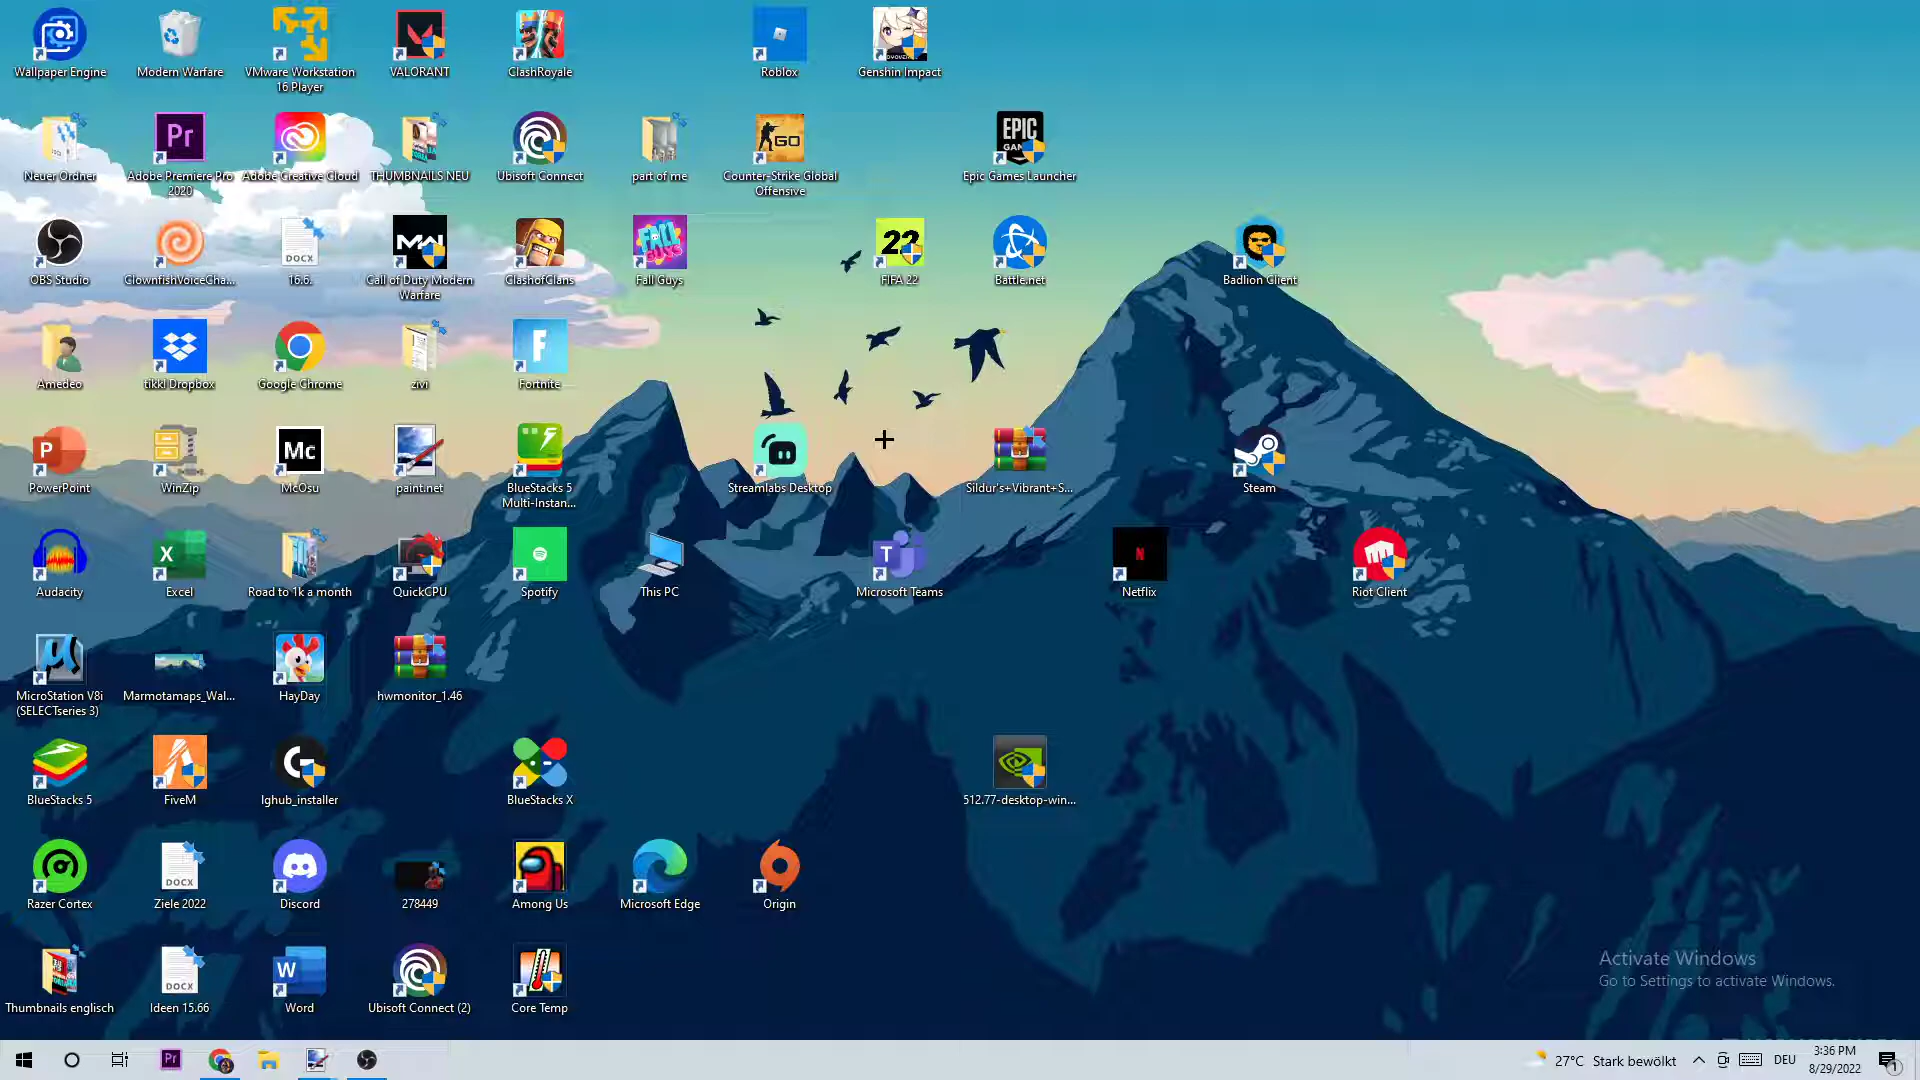 Wallpaper Engine
Modern Warfare
VMware Workstation
16 Player
VALORANT
ClashRoyale
Roblox
Genshin Impact
Neuer Ordner
Adobe Premiere Pro
2020
Adobe Creative Cloud
THUMBNAILS NEU
Ubisoft Connect
part of me
Counter-Strike Global
Offensive
Epic Games Launcher
OBS Studio
ClownfishVoiceCha...
16.6.
Call of Duty Modern
Warfare
ClashofClans
Fall Guys
FIFA 22
Battle.net
Badlion Client
Amedeo
tikkl Dropbox
Google Chrome
zivi
Fortnite
PowerPoint
WinZip
McOsu
paint.net
BlueStacks 5
Multi-Instan...
Streamlabs Desktop
Sildur's+Vibrant+S...
Steam
Audacity
Excel
Road to 1k a month
QuickCPU
Spotify
This PC
Microsoft Teams
Netflix
Riot Client
MicroStation V8i
(SELECTseries 3)
Marmotamaps_Wal...
HayDay
hwmonitor_1.46
BlueStacks 5
FiveM
lghub_installer
BlueStacks X
512.77-desktop-win...
Razer Cortex
Ziele 2022
Discord
278449
Among Us
Microsoft Edge
Origin
Thumbnails englisch
Ideen 15.66
Word
Ubisoft Connect (2)
Core Temp
Activate Windows
Go to Settings to activate Windows.
27°C Stark bewölkt
DEU
3:36 PM
8/29/2022